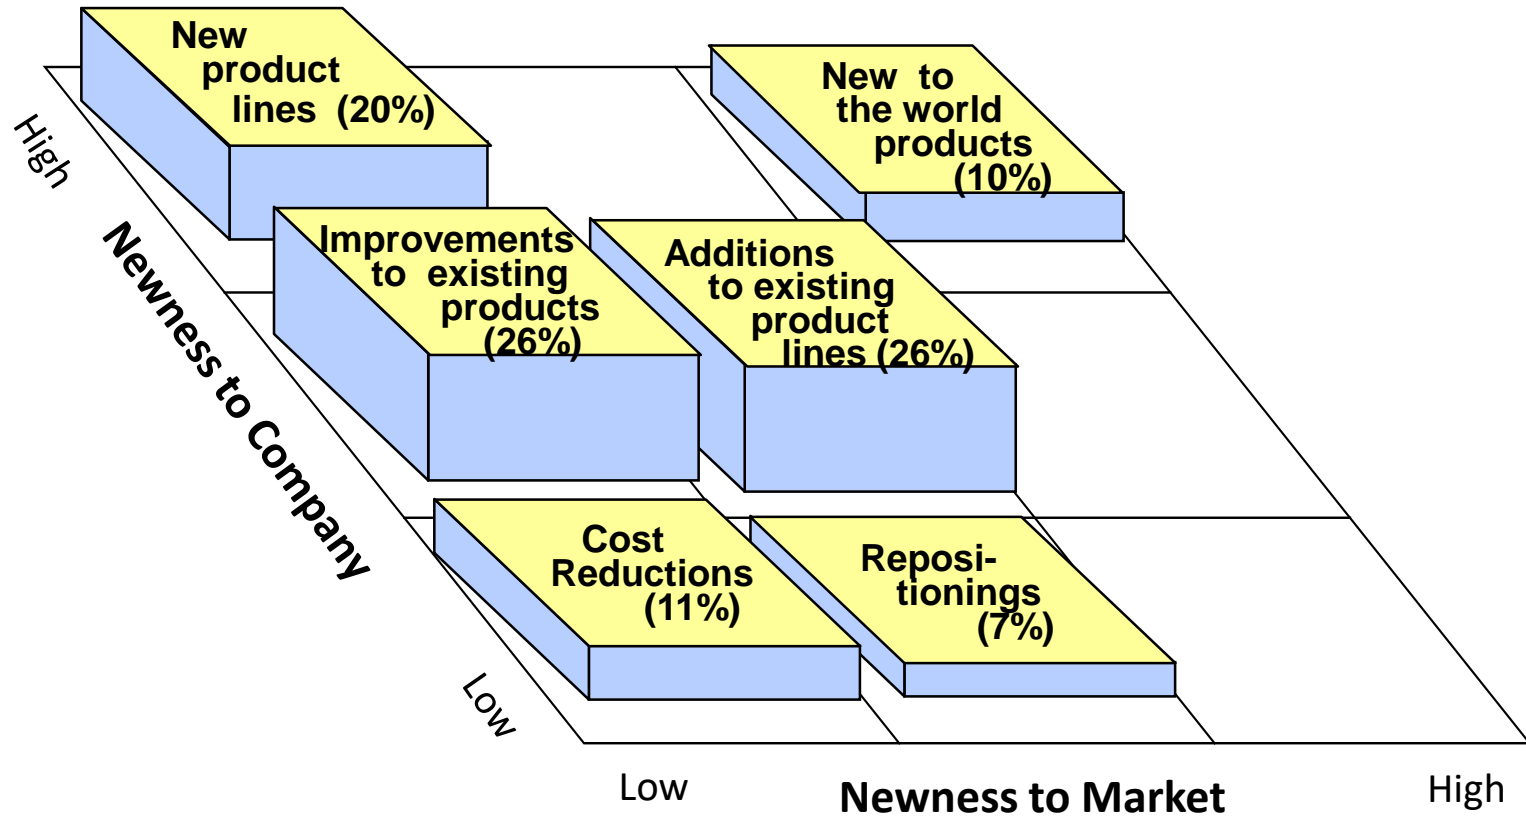 New
product
lines (20%)
New to
the world
products
(10%)
High
Improvements
to existing
products
(26%)
Additions
to existing
product
lines (26%)
Newness to Company
Cost
Reductions
(11%)
Reposi-
tionings
(7%)
Low
Low
Newness to Market
High